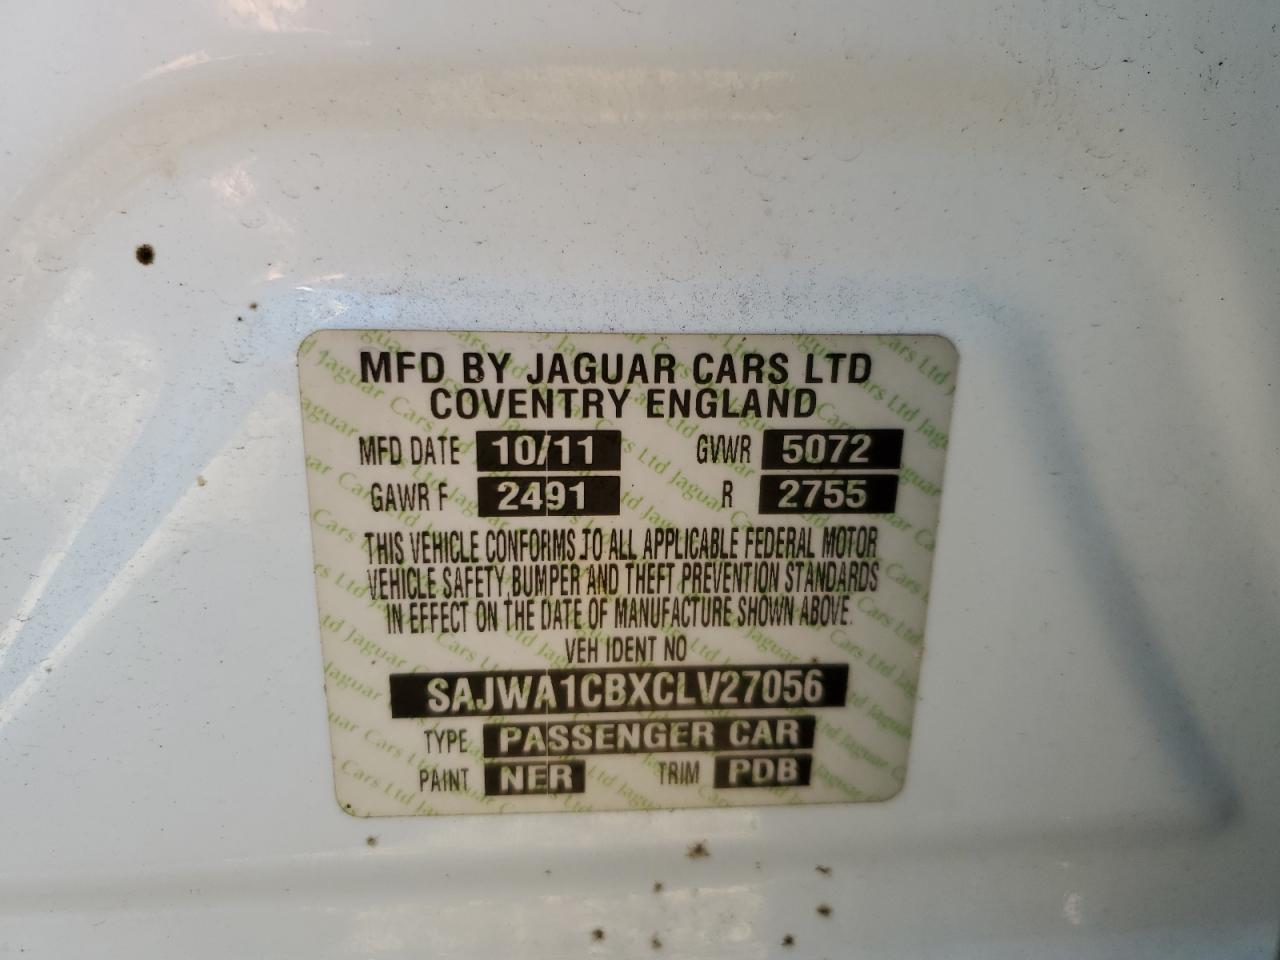 MFD BY JAGUAR CARS LTD
COVENTRY ENGLAND
MFD DATE 10/11 GVWR 5072
GAWR F 2491 R 2755
THIS VEHICLE CONFORMS TO ALL APPLICABLE FEDERAL MOTOR
VEHICLE SAFETY, BUMPER AND THEFT PREVENTION STANDARDS
IN EFFECT ON THE DATE OF MANUFACTURE SHOWN ABOVE.
VEH IDENT NO
SAJWA1CBXCLV27056
TYPE PASSENGER CAR
PAINT NER TRIM PDB